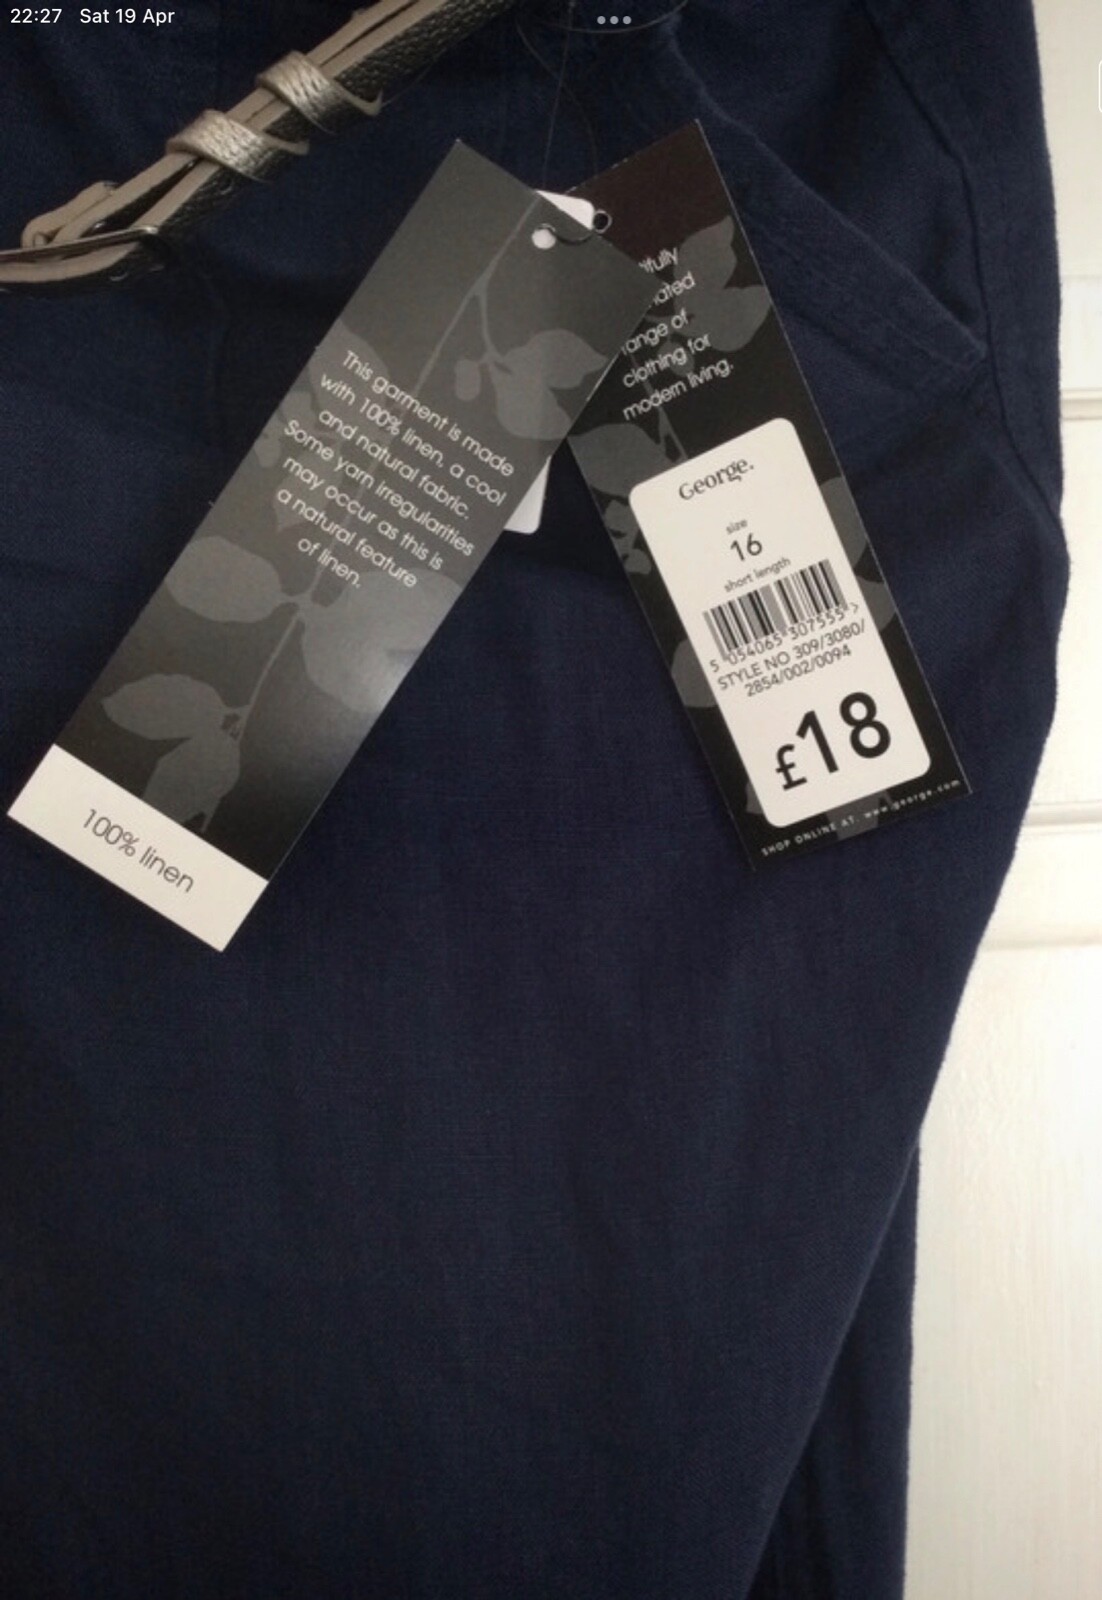 22:27 Sat 19 Apr
This garment is made
with 100% linen, a cool
and natural fabric.
Some yarn irregularities
may occur as this is
a natural feature
of linen.
100% linen
of
clothing for
modern living.
George.
size
16
short length
5 054065 307555 >
STYLE NO 309/3080/
2854/002/0094
£18
SHOP ONLINE AT. www.george.com